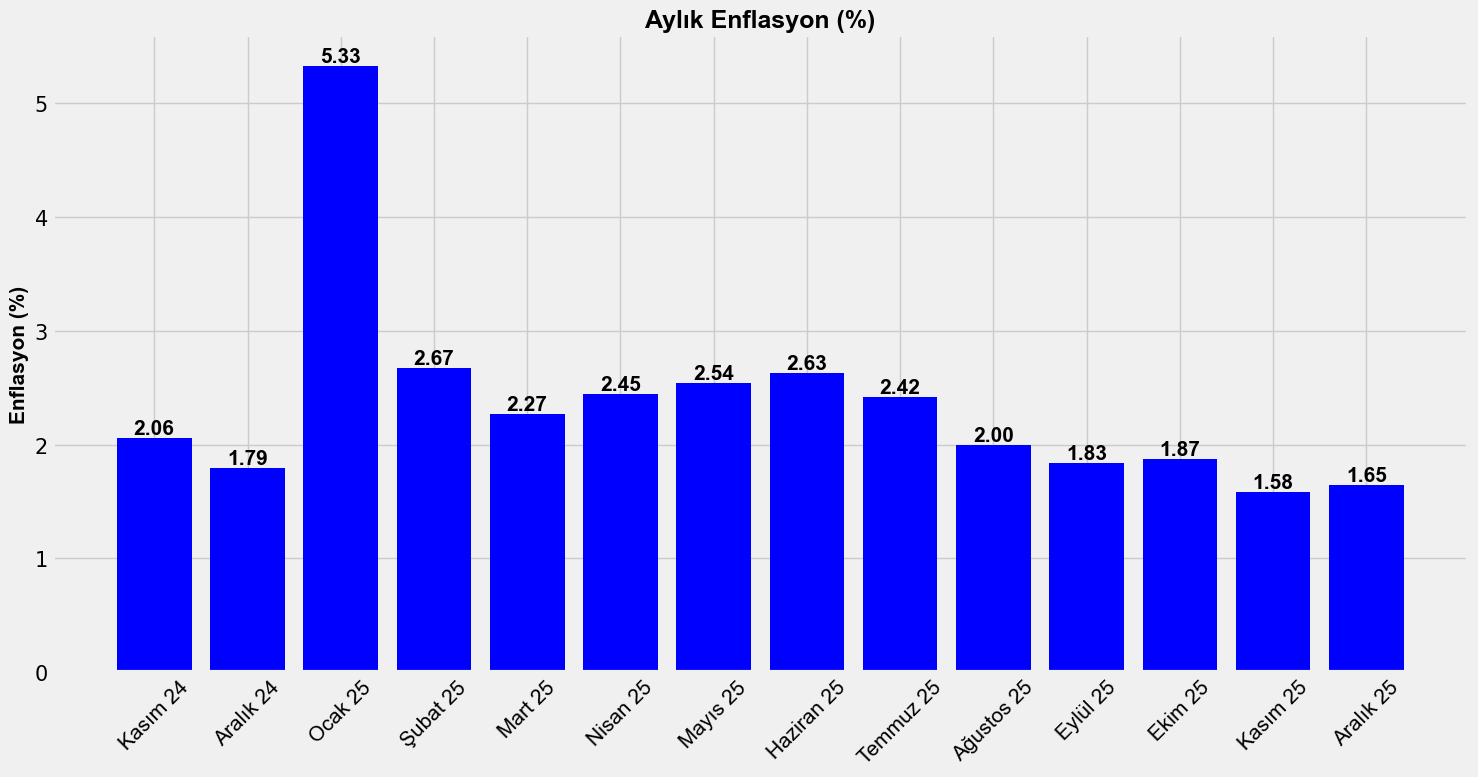 Aylık Enflasyon (%)
Enflasyon (%)
5
4
3
2
1
0
2.06
1.79
5.33
2.67
2.27
2.45
2.54
2.63
2.42
2.00
1.83
1.87
1.58
1.65
Kasım 24
Aralık 24
Ocak 25
Şubat 25
Mart 25
Nisan 25
Mayıs 25
Haziran 25
Temmuz 25
Ağustos 25
Eylül 25
Ekim 25
Kasım 25
Aralık 25